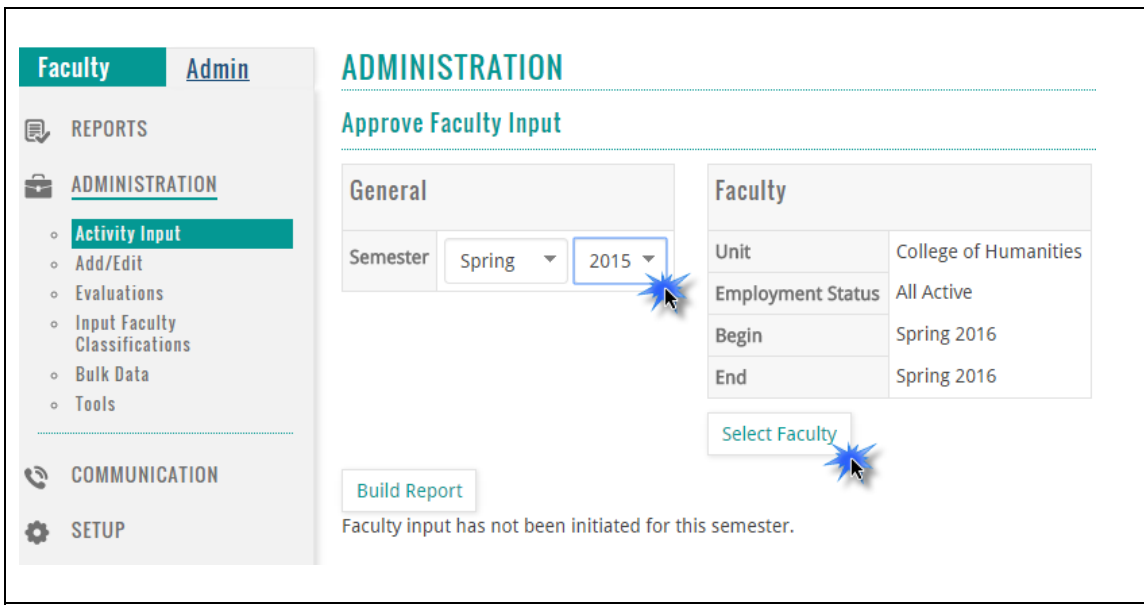 Faculty Admin
REPORTS
ADMINISTRATION
Activity Input
Add/Edit
Evaluations
Input Faculty
Classifications
Bulk Data
Tools
COMMUNICATION
SETUP
ADMINISTRATION
Approve Faculty Input
General
Semester Spring 2015
Faculty
Unit College of Humanities
Employment Status All Active
Begin Spring 2016
End Spring 2016
Select Faculty
Build Report
Faculty input has not been initiated for this semester.